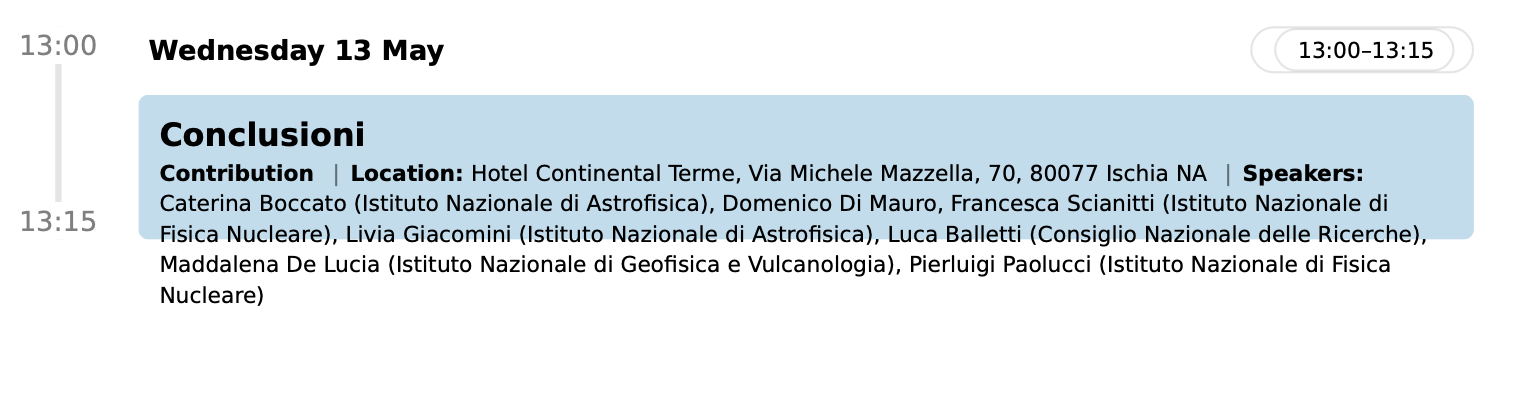 13:00
Wednesday 13 May
13:00–13:15
Conclusioni
Contribution | Location: Hotel Continental Terme, Via Michele Mazzella, 70, 80077 Ischia NA | Speakers:
Caterina Boccato (Istituto Nazionale di Astrofisica), Domenico Di Mauro, Francesca Scianitti (Istituto Nazionale di
Fisica Nucleare), Livia Giacomini (Istituto Nazionale di Astrofisica), Luca Balletti (Consiglio Nazionale delle Ricerche),
Maddalena De Lucia (Istituto Nazionale di Geofisica e Vulcanologia), Pierluigi Paolucci (Istituto Nazionale di Fisica
Nucleare)
13:15